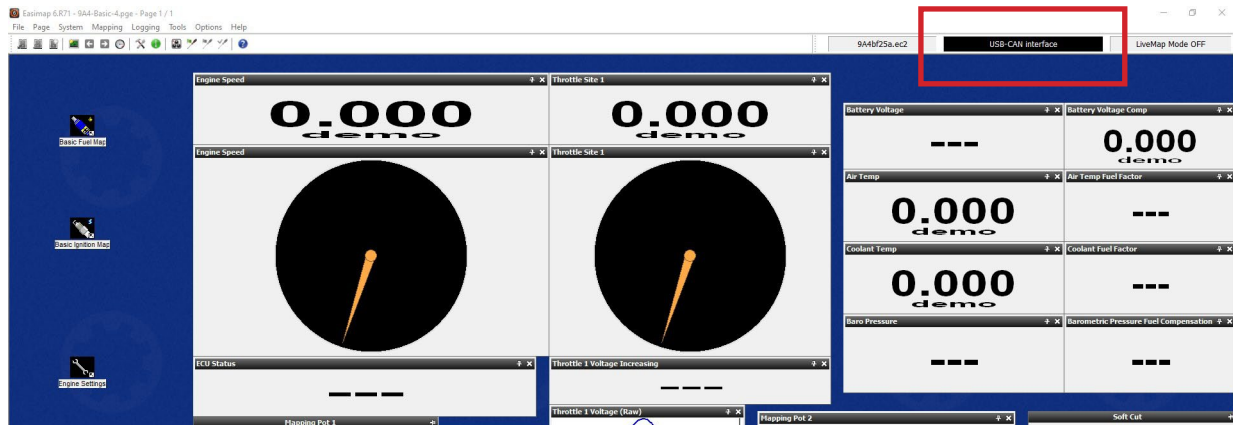 Easimap 6.R71 - 9A4-Basic-4.pge - Page 1 / 1
File Page System Mapping Logging Tools Options Help
9A4bf25a.ec2
USB-CAN interface
LiveMap Mode OFF
Engine Speed
0.000
demo
Throttle Site 1
0.000
demo
Battery Voltage
---
Battery Voltage Comp
0.000
demo
Basic Fuel Map
Engine Speed
Throttle Site 1
Air Temp
0.000
demo
Air Temp Fuel Factor
---
Basic Ignition Map
Coolant Temp
0.000
demo
Coolant Fuel Factor
---
Baro Pressure
---
Barometric Pressure Fuel Compensation
---
Engine Settings
ECU Status
---
Throttle 1 Voltage Increasing
---
Mapping Pot 1
Throttle 1 Voltage (Raw)
Mapping Pot 2
Soft Cut